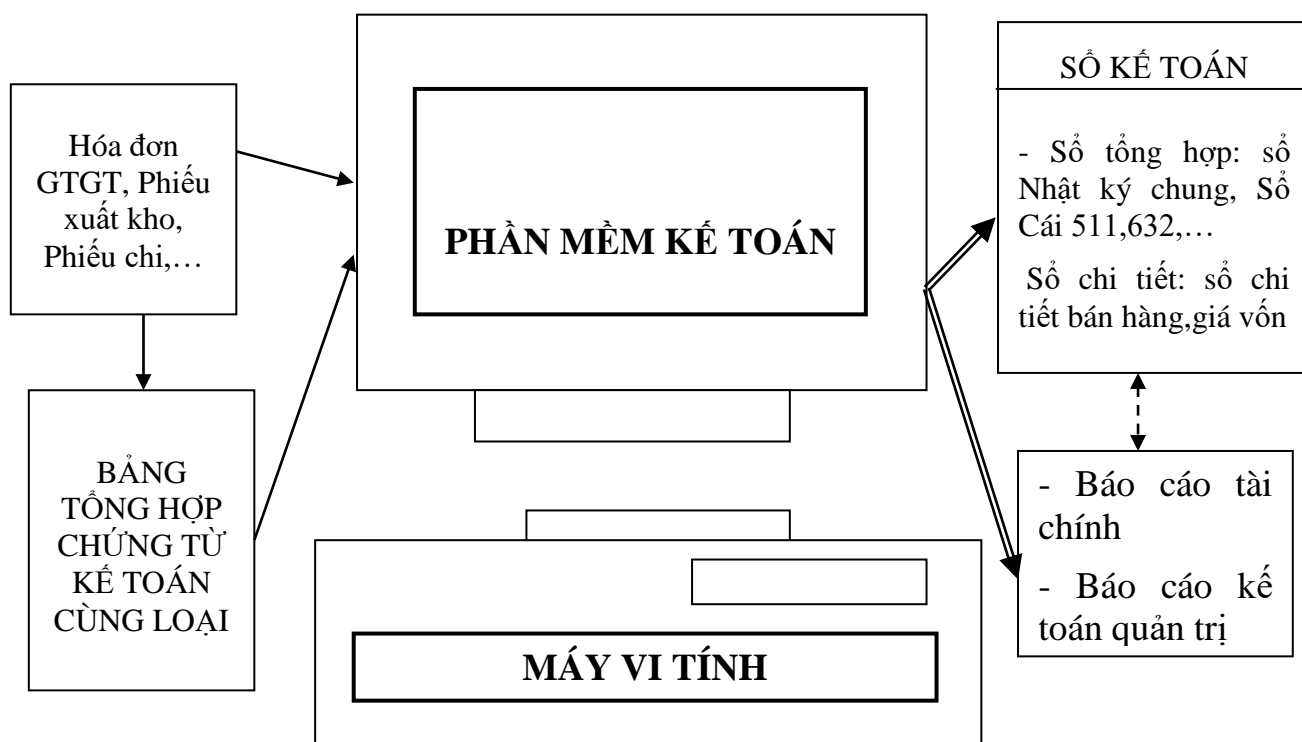 Hóa đơn
GTGT, Phiếu
xuất kho,
Phiếu chi,…
BẢNG
TỔNG HỢP
CHỨNG TỪ
KẾ TOÁN
CÙNG LOẠI
PHẦN MỀM KẾ TOÁN
MÁY VI TÍNH
SỔ KẾ TOÁN
- Sổ tổng hợp: sổ
Nhật ký chung, Sổ
Cái 511,632,…
Sổ chi tiết: sổ chi
tiết bán hàng,giá vốn
- Báo cáo tài
chính
- Báo cáo kế
toán quản trị